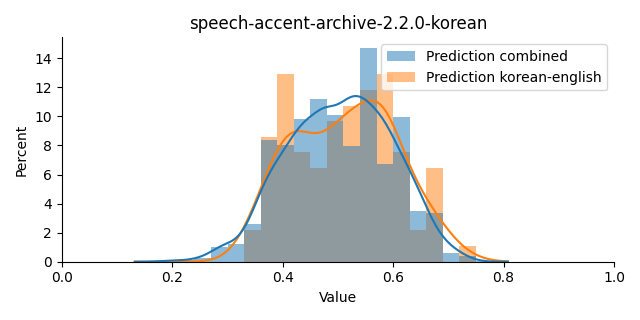 speech-accent-archive-2.2.0-korean
Prediction combined
Prediction korean-english
Percent
14
12
10
8
6
4
2
0
0.0 0.2 0.4 0.6 0.8 1.0
Value